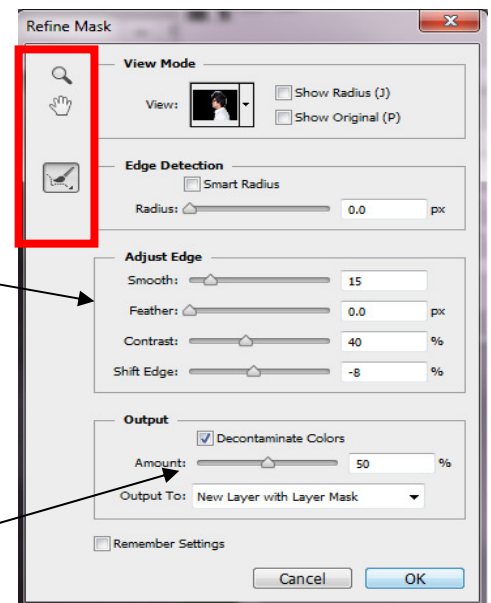 Refine Mask
View Mode
View:
Show Radius (J)
Show Original (P)
Edge Detection
Smart Radius
Radius: 0.0 px
Adjust Edge
Smooth: 15
Feather: 0.0 px
Contrast: 40 %
Shift Edge: -8 %
Output
Decontaminate Colors
Amount: 50 %
Output To: New Layer with Layer Mask
Remember Settings
Cancel OK